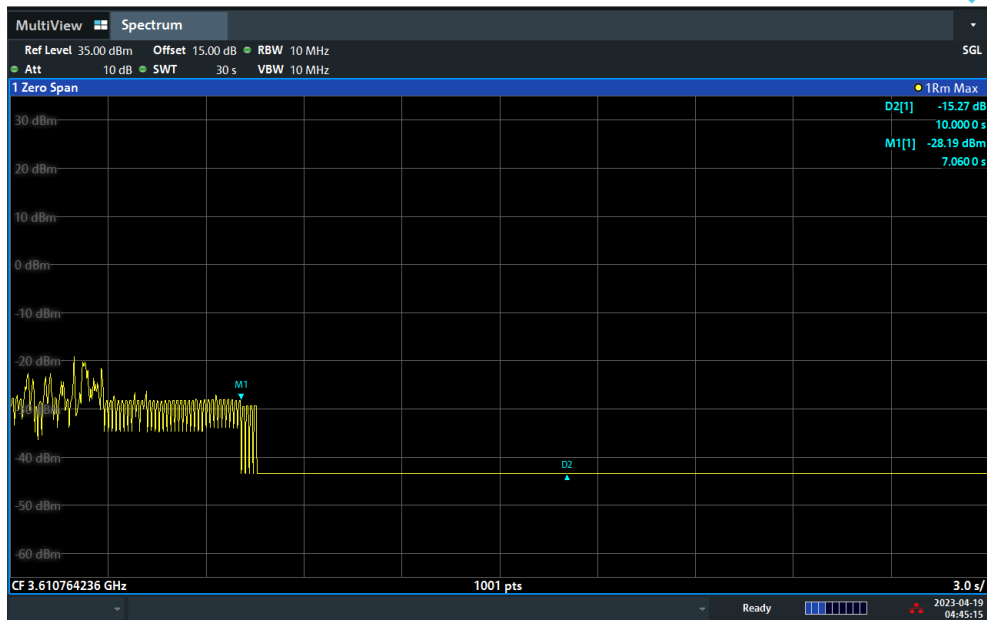 MultiView Spectrum
Ref Level 35.00 dBm Offset 15.00 dB RBW 10 MHz SGL
Att 10 dB SWT 30 s VBW 10 MHz
1 Zero Span 1Rm Max
D2[1] -15.27 dB
10.000 0 s
M1[1] -28.19 dBm
7.060 0 s
30 dBm
20 dBm
10 dBm
0 dBm
-10 dBm
-20 dBm
M1
-40 dBm
D2
-50 dBm
-60 dBm
CF 3.610764236 GHz 1001 pts 3.0 s/
Ready 2023-04-19
04:45:15